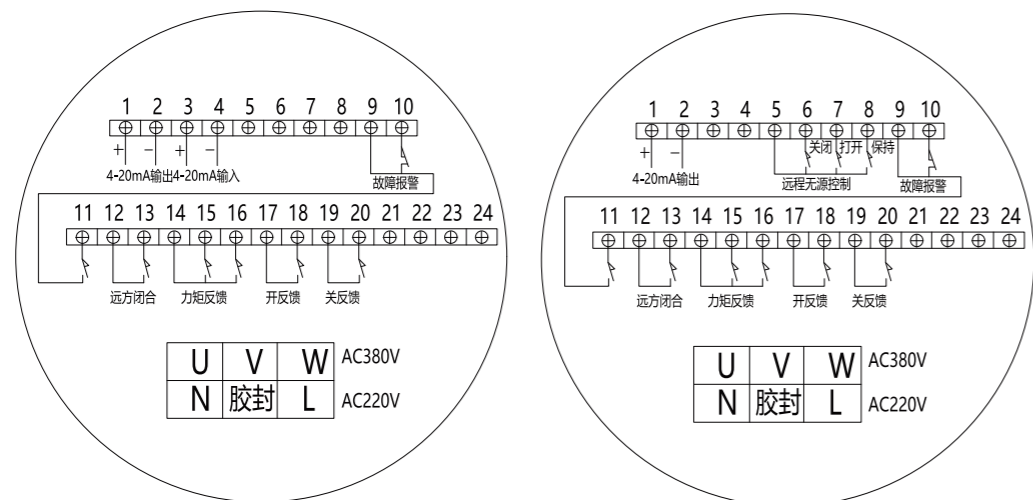 1 2 3 4 5 6 7 8 9 10
+ − + −
4-20mA输出 4-20mA输入
故障报警
11 12 13 14 15 16 17 18 19 20 21 22 23 24
远方闭合 力矩反馈 开反馈 关反馈
U V W AC380V
N 胶封 L AC220V
1 2 3 4 5 6 7 8 9 10
+ − 关闭 打开 保持
4-20mA输出 远程无源控制 故障报警
11 12 13 14 15 16 17 18 19 20 21 22 23 24
远方闭合 力矩反馈 开反馈 关反馈
U V W AC380V
N 胶封 L AC220V